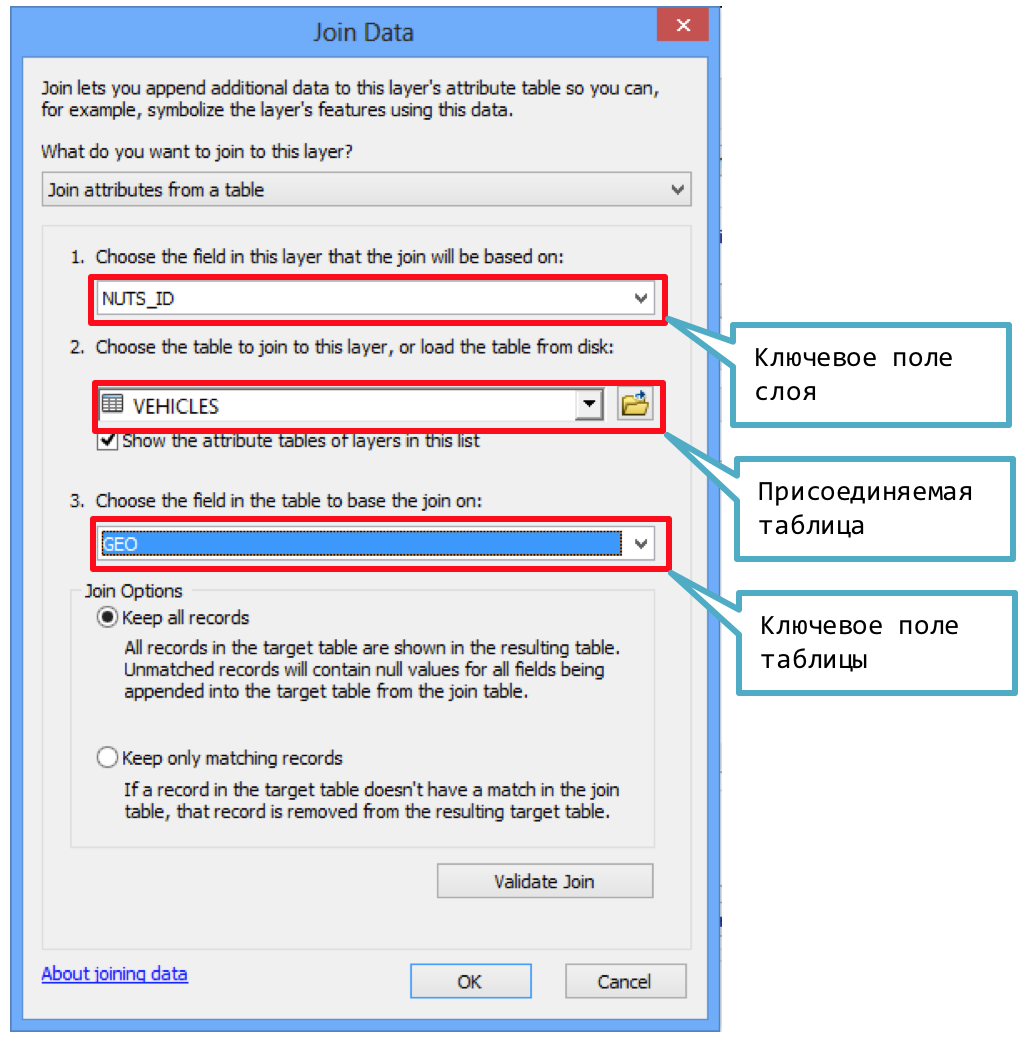 Join Data
Join lets you append additional data to this layer's attribute table so you can,
for example, symbolize the layer's features using this data.
What do you want to join to this layer?
Join attributes from a table
1. Choose the field in this layer that the join will be based on:
NUTS_ID
Ключевое поле
слоя
2. Choose the table to join to this layer, or load the table from disk:
VEHICLES
Show the attribute tables of layers in this list
Присоединяемая
таблица
3. Choose the field in the table to base the join on:
GEO
Ключевое поле
таблицы
Join Options
Keep all records
All records in the target table are shown in the resulting table.
Unmatched records will contain null values for all fields being
appended into the target table from the join table.
Keep only matching records
If a record in the target table doesn't have a match in the join
table, that record is removed from the resulting target table.
Validate Join
About joining data
OK
Cancel